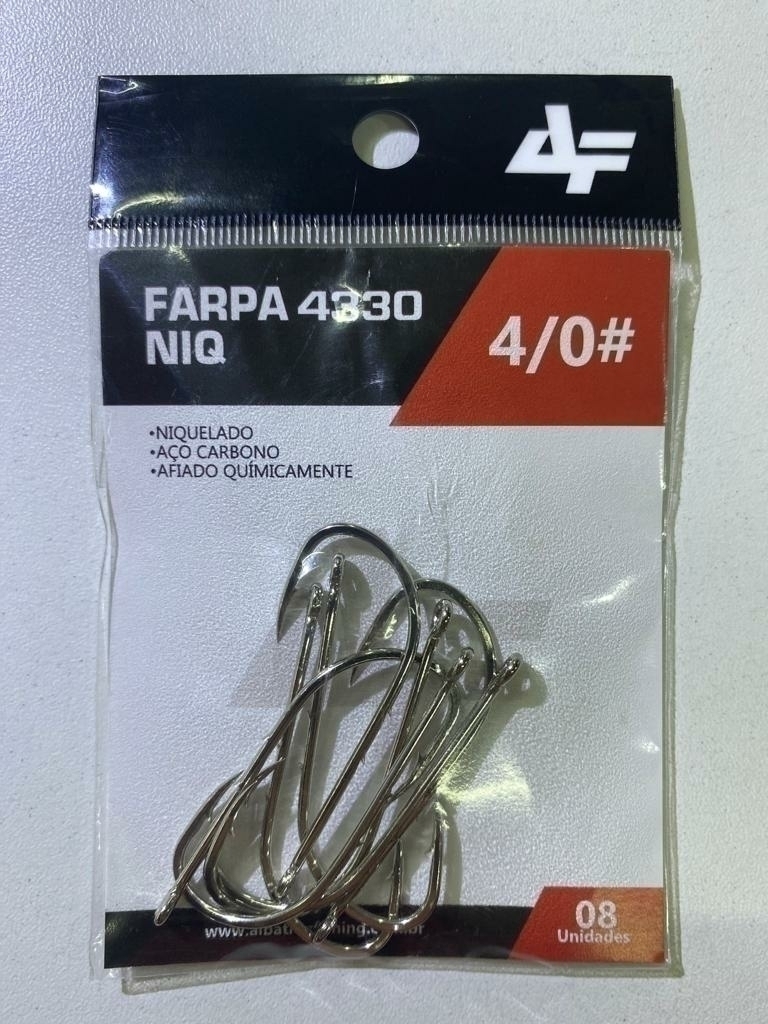 AF
FARPA 4330
NIQ
4/0#
•NIQUELADO
•AÇO CARBONO
•AFIADO QUÍMICAMENTE
08
Unidades